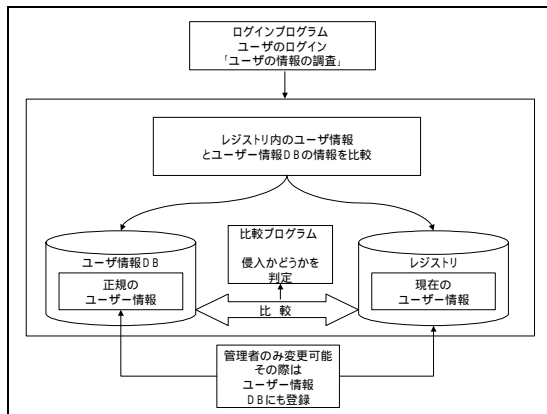 ログインプログラム
ユーザのログイン
「ユーザの情報の調査」
レジストリ内のユーザ情報
とユーザー情報DBの情報を比較
ユーザ情報DB
正規の
ユーザー情報
比較プログラム
侵入かどうかを
判定
レジストリ
現在の
ユーザー情報
比 較
管理者のみ変更可能
その際は
ユーザー情報
DBにも登録